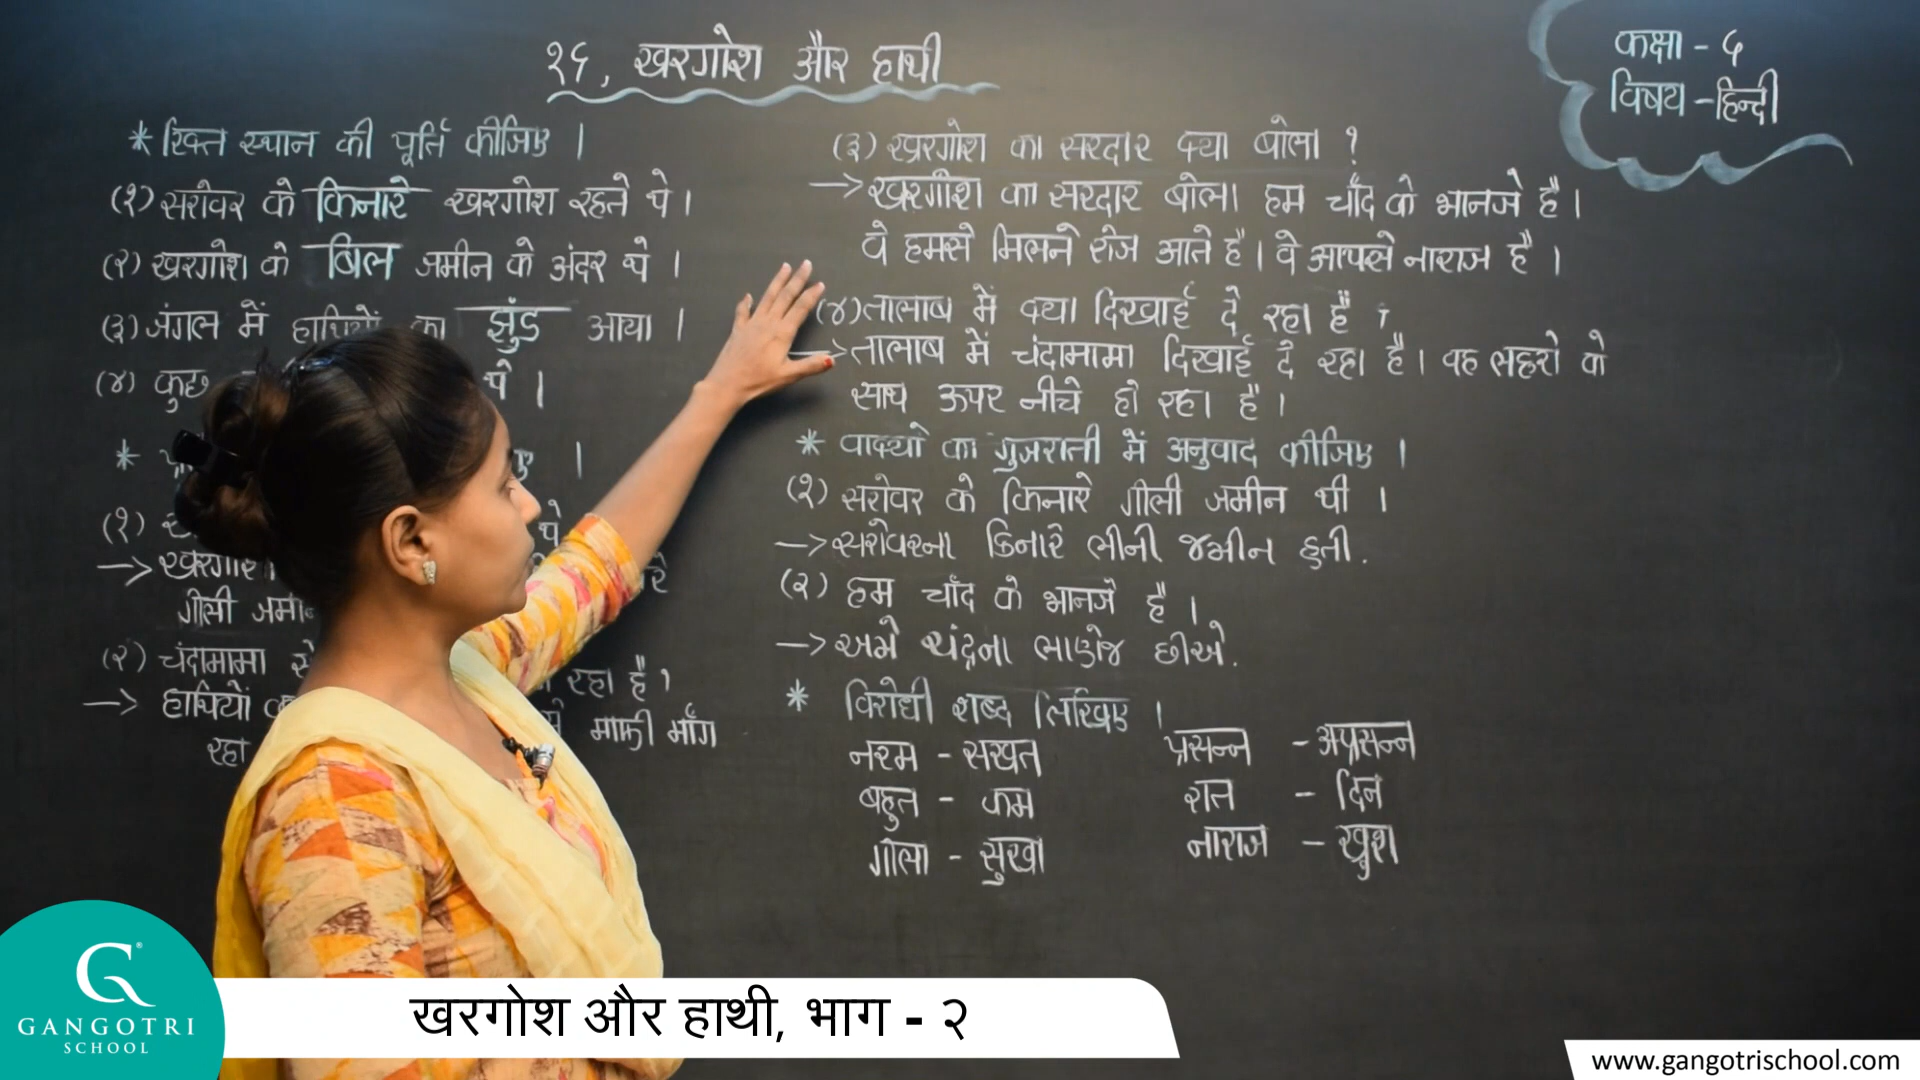 १६, खरगोश और हाथी
कक्षा - ५
विषय - हिन्दी
* रिक्त स्थान की पूर्ति कीजिए ।
(१) सरोवर के किनारे खरगोश रहते थे ।
(२) खरगोश के बिल जमीन के अंदर थे ।
(३) जंगल में हाथियों का झुंड आया ।
(४) कुछ थे ।
*
(१) थे
→ खरगोश
गीली जमीन
(२) चंदामामा से रहा है ?
→ हाथियों माफी माँग
रहा
(३) खरगोश का सरदार क्या बोला ?
→ खरगोश का सरदार बोला हम चाँद के भानजे हैं ।
वे हमसे मिलने रोज आते हैं । वे आपसे नाराज हैं ।
(४) तालाब में क्या दिखाई दे रहा है ?
→ तालाब में चंदामामा दिखाई दे रहा है । वह लहरो के
साथ ऊपर नीचे हो रहा है ।
* वाक्यो का गुजराती में अनुवाद कीजिए ।
(१) सरोवर के किनारे गीली जमीन थी ।
→ સરોવરના કિનારે ભીની જમીન હતી.
(२) हम चाँद के भानजे हैं ।
→ અમે ચંદ્રના ભાણેજ છીએ.
* विरोधी शब्द लिखिए ।
नरम - सखत प्रसन्न - अप्रसन्न
बहुत - कम रात - दिन
गीला - सुखा नाराज - खुश
GANGOTRI
SCHOOL
खरगोश और हाथी, भाग - २
www.gangotrischool.com